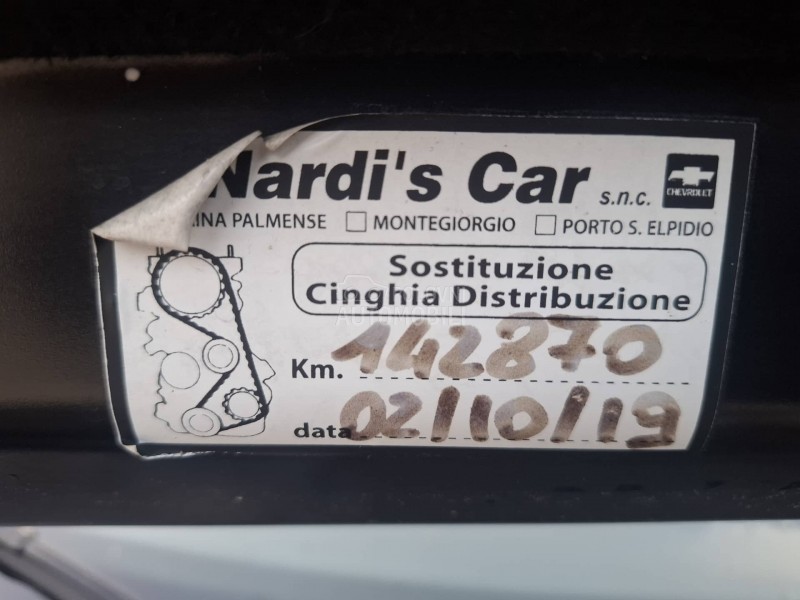 Nardi's Car s.n.c.
CHEVROLET
INA PALMENSE MONTEGIORGIO PORTO S. ELPIDIO
Sostituzione
Cinghia Distribuzione
Km. 142870
data 02/10/19